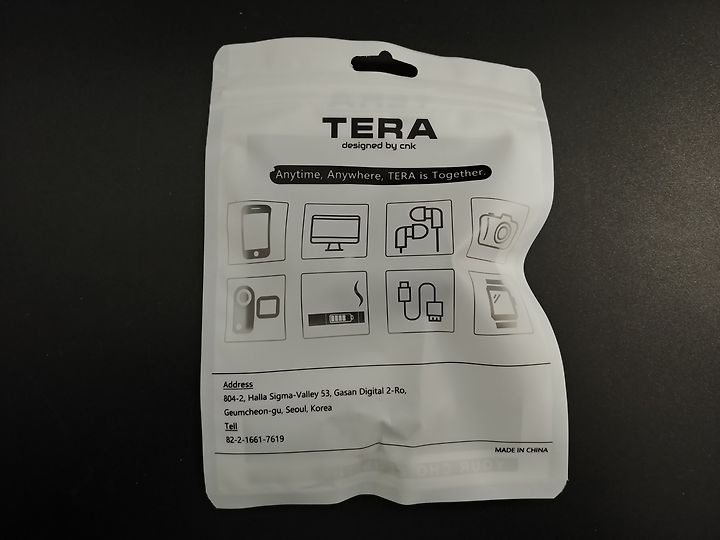 TERA
designed by cnk
Anytime, Anywhere, TERA is Together.
Address
804-2, Halla Sigma-Valley 53, Gasan Digital 2-Ro,
Geumcheon-gu, Seoul, Korea
Tell
82-2-1661-7619
MADE IN CHINA